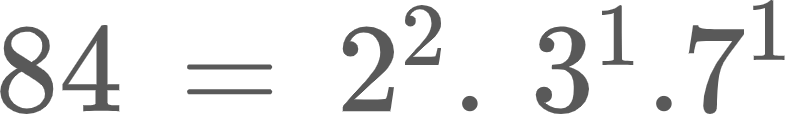 84 = 2². 3¹.7¹